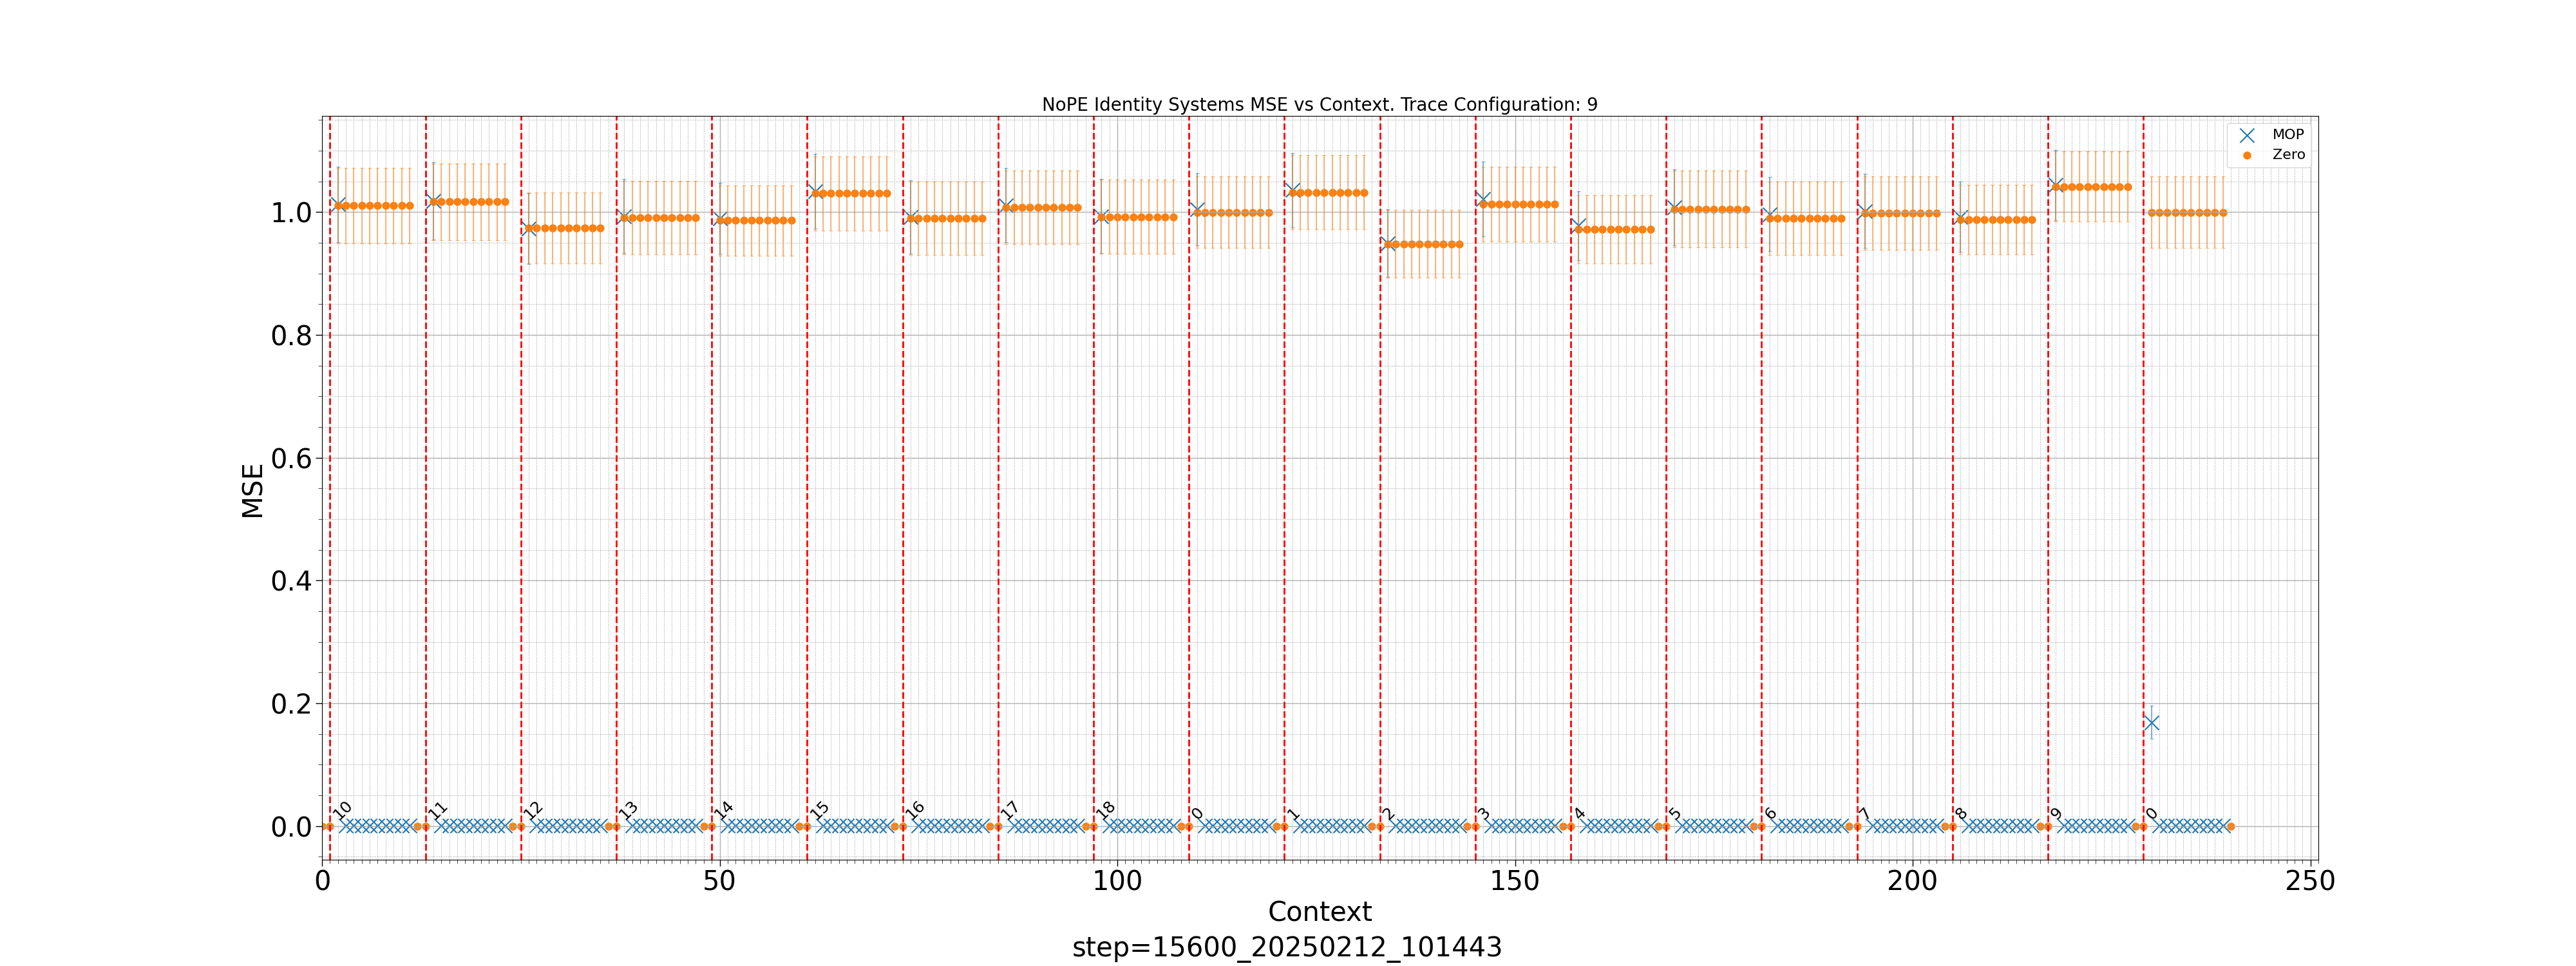 NoPE Identity Systems MSE vs Context. Trace Configuration: 9
MOP
Zero
1.0
0.8
0.6
0.4
0.2
0.0
MSE
10 11 12 13 14 15 16 17 18 0 1 2 3 4 5 6 7 8 9 0
0 50 100 150 200 250
Context
step=15600_20250212_101443